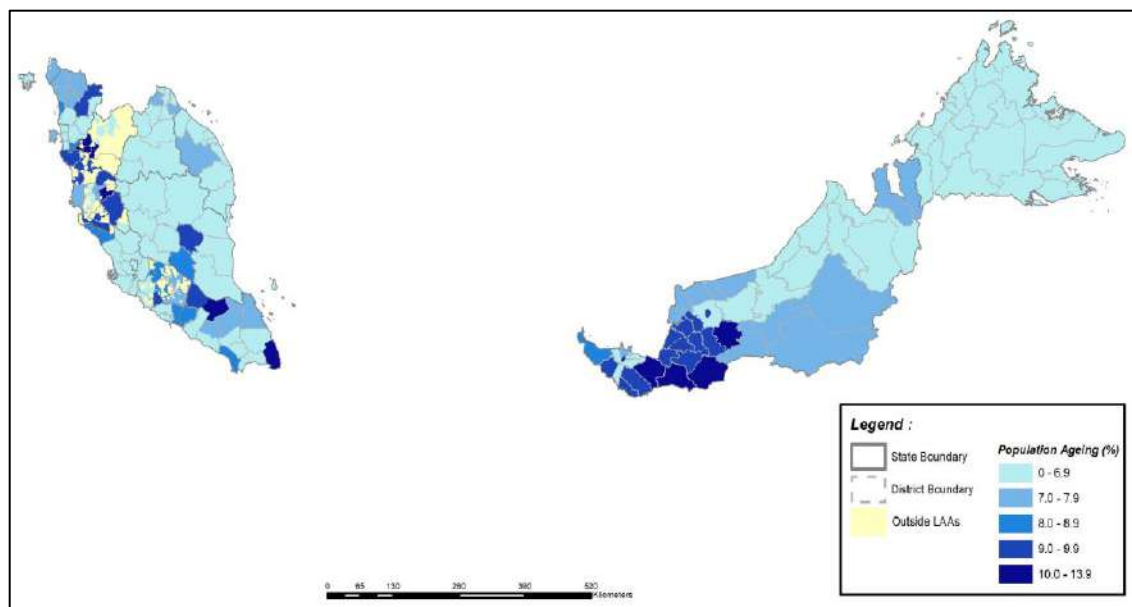 Legend :
State Boundary
District Boundary
Outside LAAs
Population Ageing (%)
0 - 6.9
7.0 - 7.9
8.0 - 8.9
9.0 - 9.9
10.0 - 13.9
0 65 130 260 390 520
Kilometers